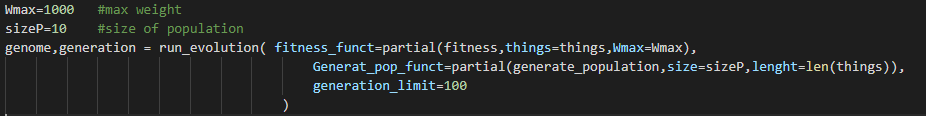 Wmax=1000   #max weight
sizeP=10    #size of population
genome,generation = run_evolution( fitness_funct=partial(fitness,things=things,Wmax=Wmax),
Generat_pop_funct=partial(generate_population,size=sizeP,lenght=len(things)),
generation_limit=100
)